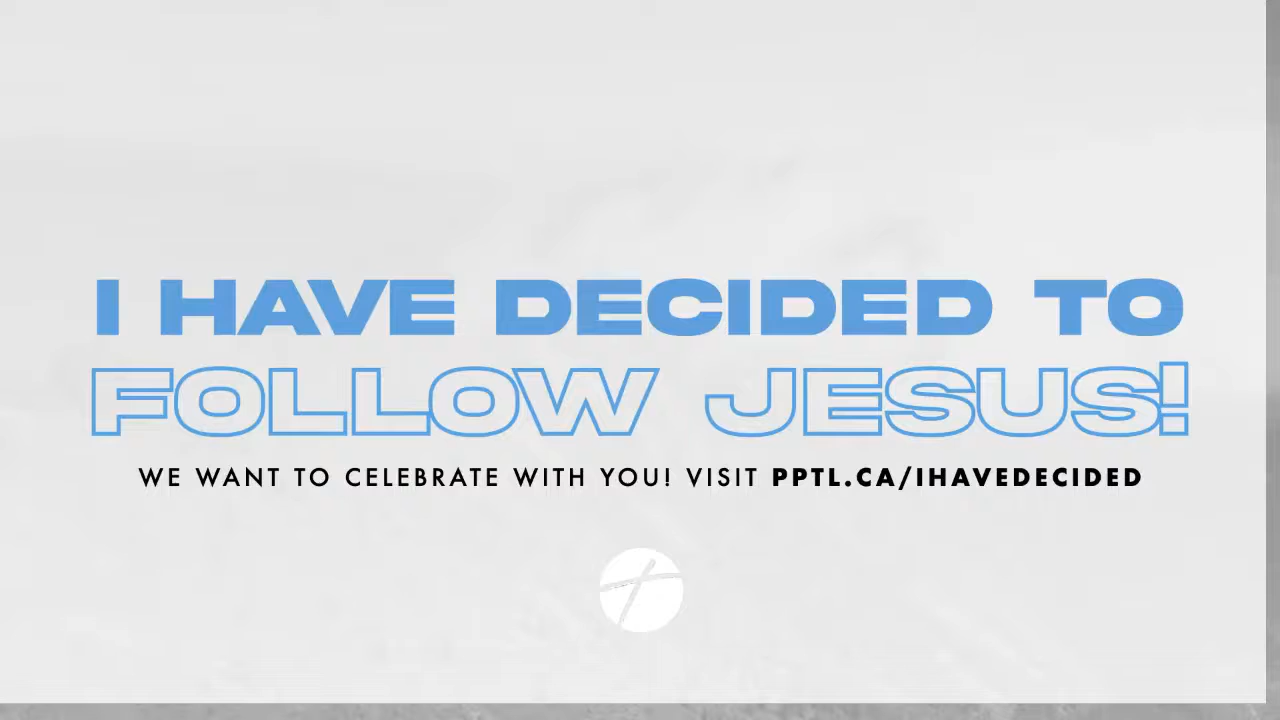 I HAVE DECIDED TO
FOLLOW JESUS!
WE WANT TO CELEBRATE WITH YOU! VISIT PPTL.CA/IHAVEDECIDED